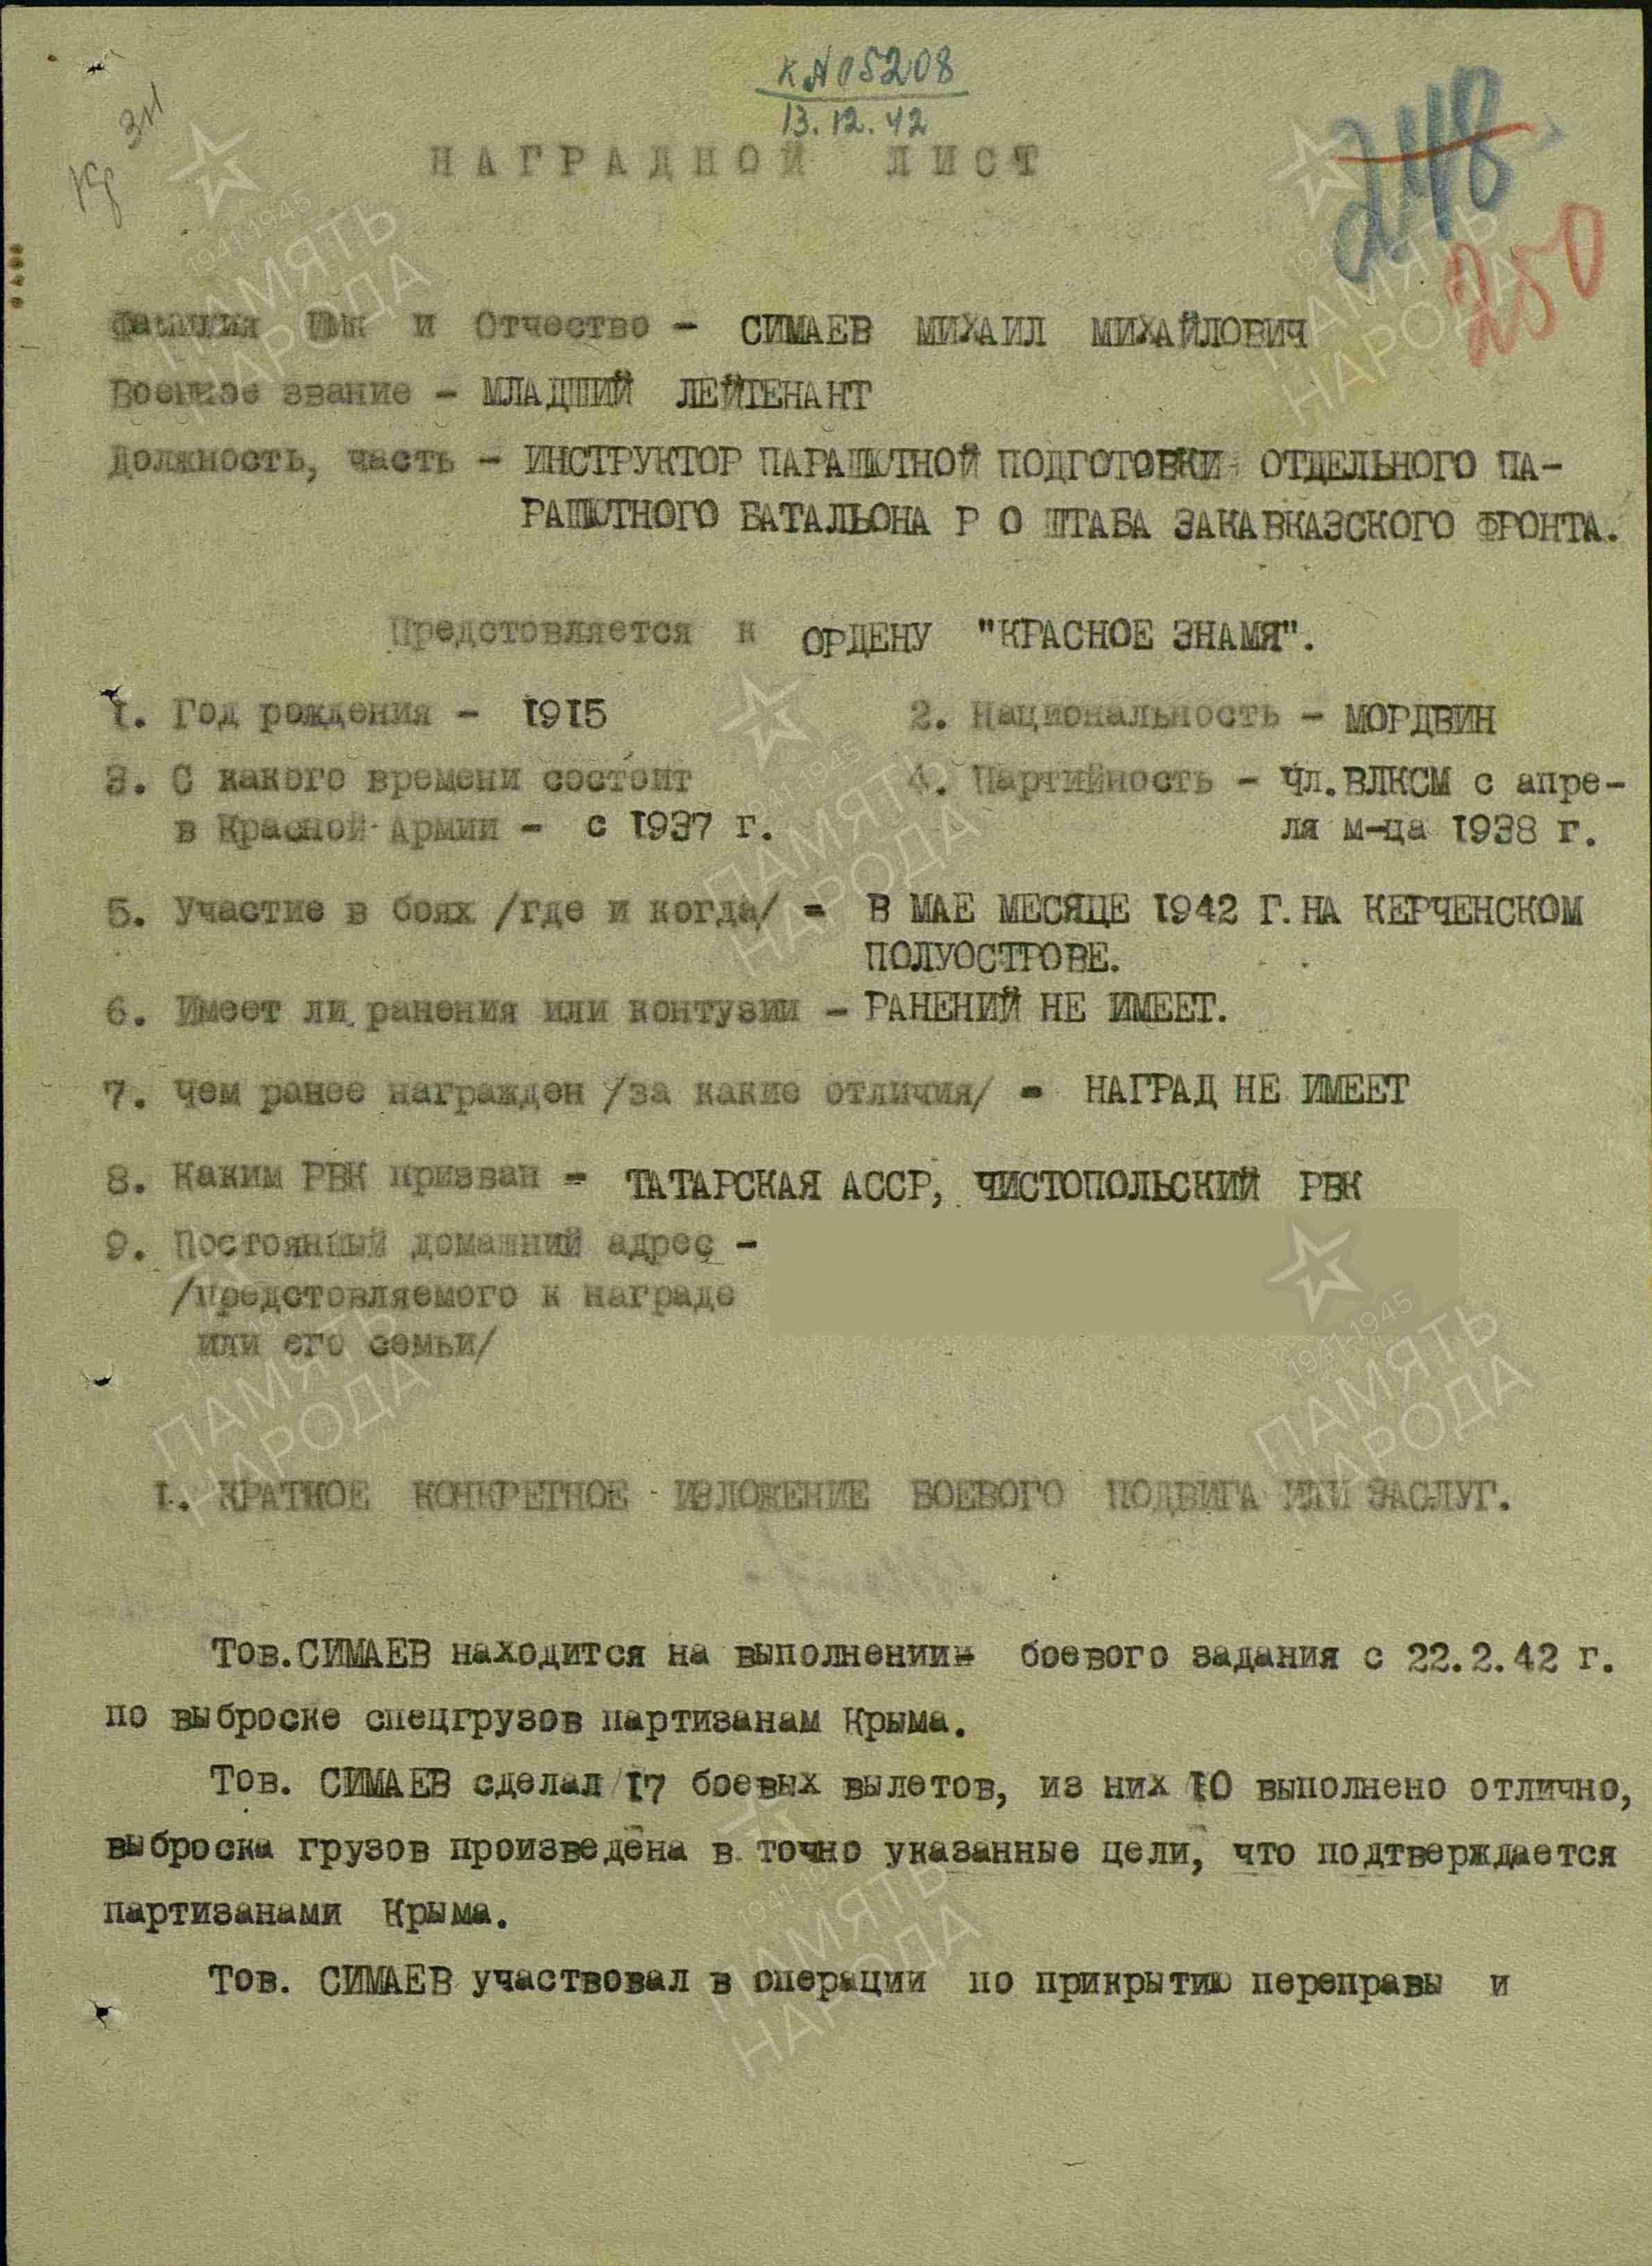 к №05208
13.12.42
248
250
НАГРАДНОЙ ЛИСТ
Фамилия Имя и Отчество – СИМАЕВ МИХАИЛ МИХАЙЛОВИЧ
Военное звание – МЛАДШИЙ ЛЕЙТЕНАНТ
Должность, часть – ИНСТРУКТОР ПАРАШЮТНОЙ ПОДГОТОВКИ ОТДЕЛЬНОГО ПА-
РАШЮТНОГО БАТАЛЬОНА Р О ШТАБА ЗАКАВКАЗСКОГО ФРОНТА.
Предстовляется к ОРДЕНУ "КРАСНОЕ ЗНАМЯ".
1. Год рождения – 1915 2. Национальность – МОРДВИН
3. С какого времени состоит 4. Партийность – Чл.ВЛКСМ с апре-
в Красной Армии – с 1937 г. ля м-ца 1938 г.
5. Участие в боях /где и когда/ – В МАЕ МЕСЯЦЕ 1942 Г. НА КЕРЧЕНСКОМ
ПОЛУОСТРОВЕ.
6. Имеет ли ранения или контузии – РАНЕНИЙ НЕ ИМЕЕТ.
7. Чем ранее награжден /за какие отличия/ – НАГРАД НЕ ИМЕЕТ
8. Каким РВК призван – ТАТАРСКАЯ АССР, ЧИСТОПОЛЬСКИЙ РВК
9. Постоянный домашний адрес –
/предстовляемого к награде
или его семьи/
I. КРАТКОЕ КОНКРЕТНОЕ ИЗЛОЖЕНИЕ БОЕВОГО ПОДВИГА ИЛИ ЗАСЛУГ.
Тов.СИМАЕВ находится на выполнении боевого задания с 22.2.42 г.
по выброске спецгрузов партизанам Крыма.
Тов. СИМАЕВ сделал 17 боевых вылетов, из них 10 выполнено отлично,
выброска грузов произведена в точно указанные цели, что подтверждается
партизанами Крыма.
Тов. СИМАЕВ участвовал в операции по прикрытию переправы и
1941-1945
ПАМЯТЬ
НАРОДА